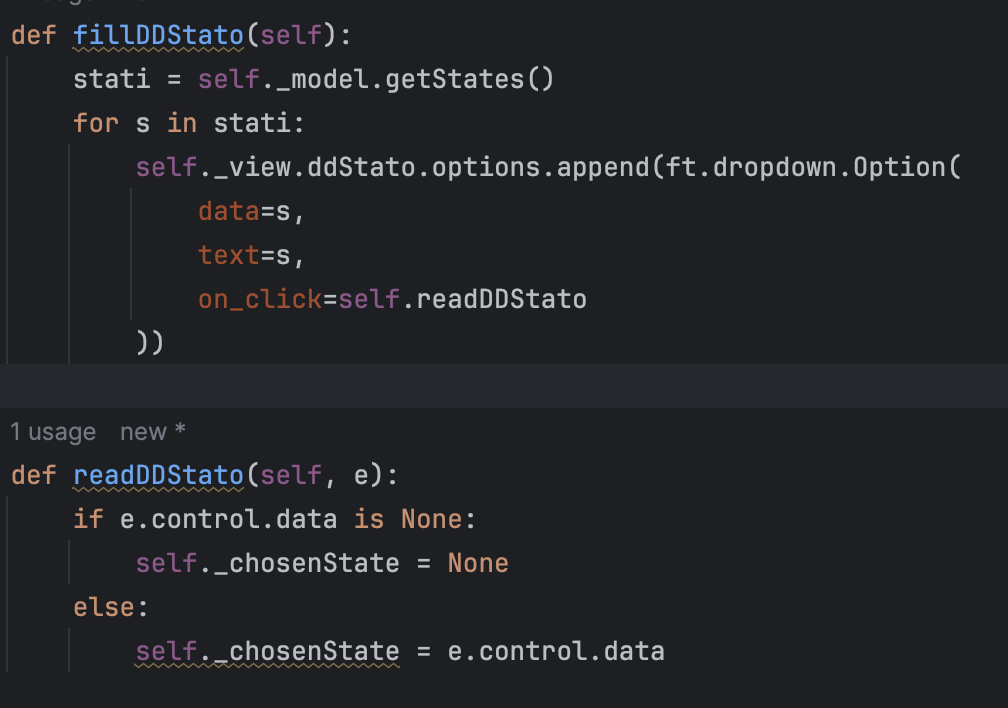 def fillDDStato(self):
stati = self._model.getStates()
for s in stati:
self._view.ddStato.options.append(ft.dropdown.Option(
data=s,
text=s,
on_click=self.readDDStato
))
1 usage new *
def readDDStato(self, e):
if e.control.data is None:
self._chosenState = None
else:
self._chosenState = e.control.data